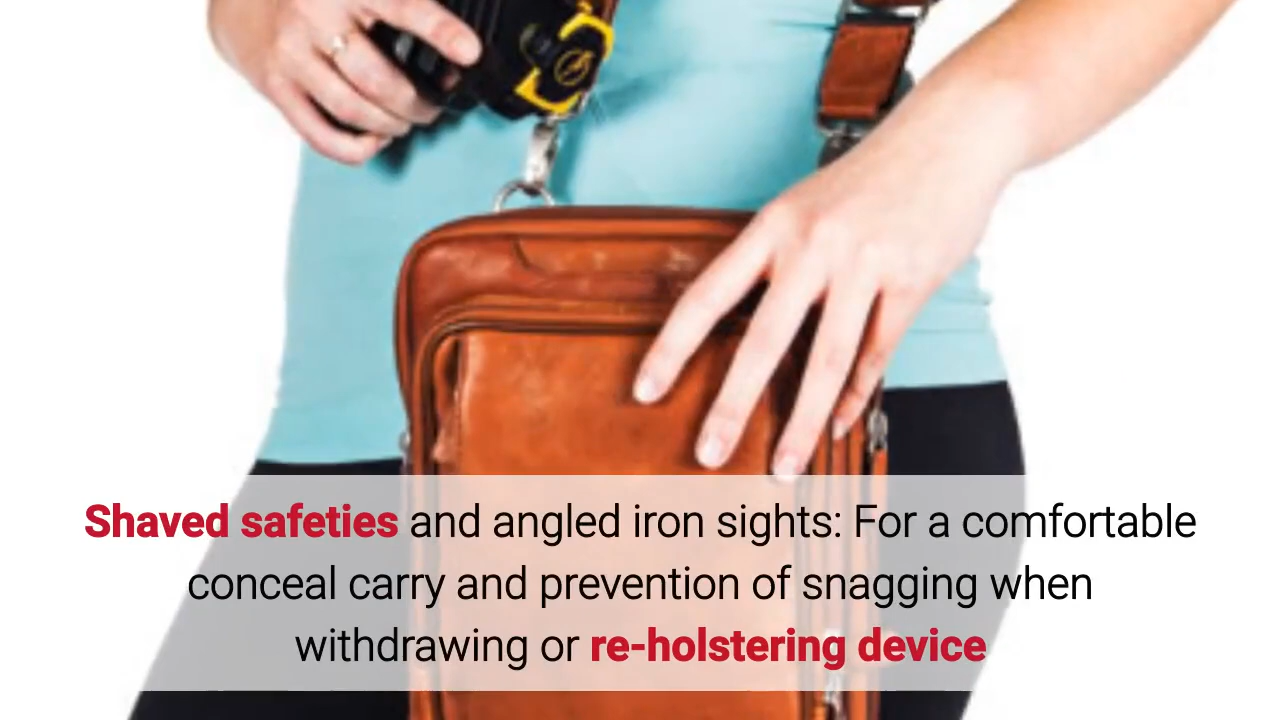 Shaved safeties and angled iron sights: For a comfortable
conceal carry and prevention of snagging when
withdrawing or re-holstering device